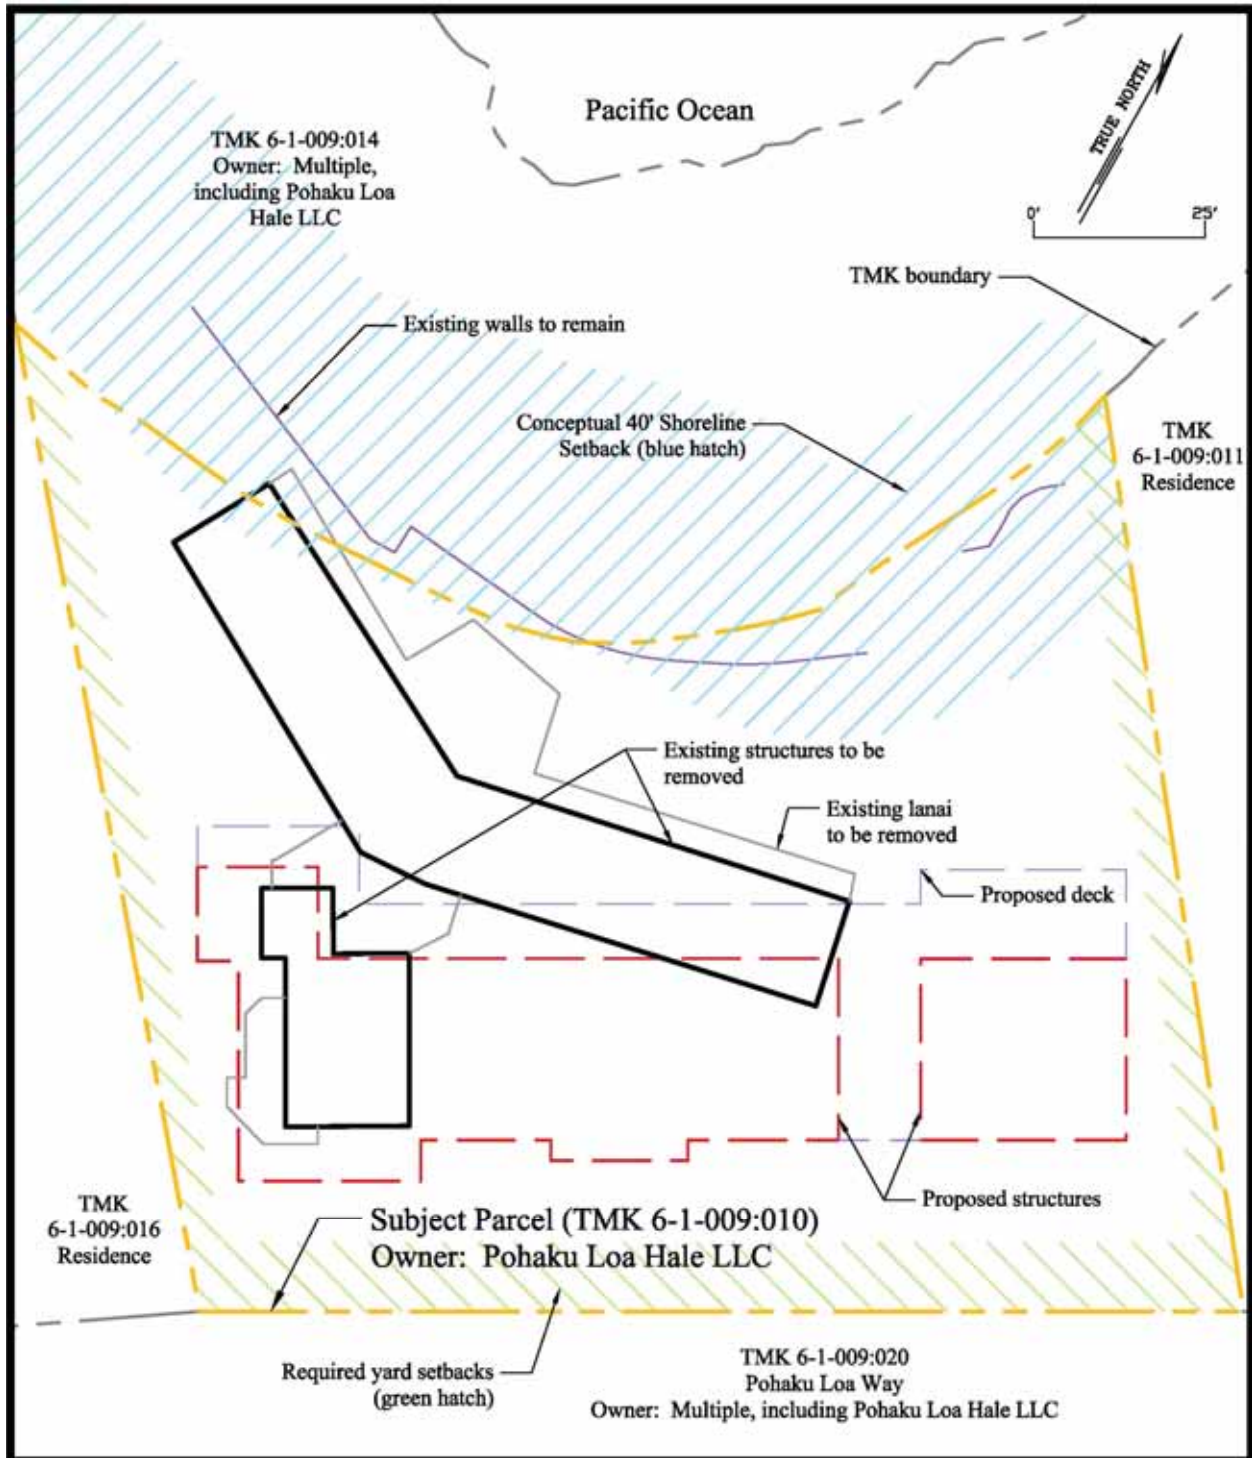 Pacific Ocean
TRUE NORTH
0'
25'
TMK 6-1-009:014
Owner: Multiple,
including Pohaku Loa
Hale LLC
TMK boundary
Existing walls to remain
Conceptual 40' Shoreline
Setback (blue hatch)
TMK
6-1-009:011
Residence
Existing structures to be
removed
Existing lanai
to be removed
Proposed deck
Proposed structures
TMK
6-1-009:016
Residence
Subject Parcel (TMK 6-1-009:010)
Owner: Pohaku Loa Hale LLC
Required yard setbacks
(green hatch)
TMK 6-1-009:020
Pohaku Loa Way
Owner: Multiple, including Pohaku Loa Hale LLC